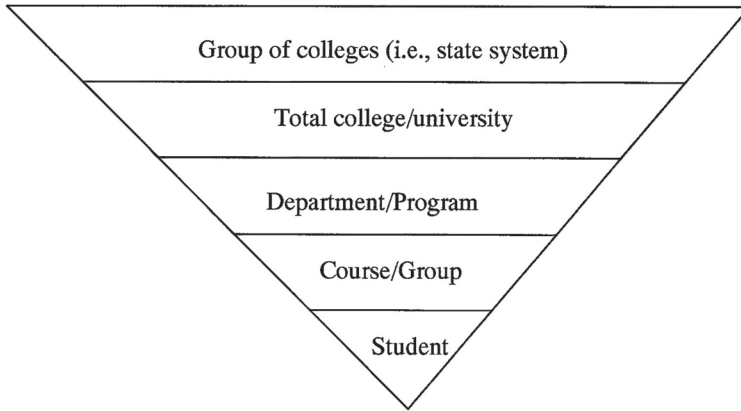 Group of colleges (i.e., state system)
Total college/university
Department/Program
Course/Group
Student